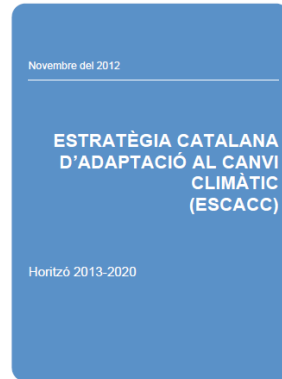 Novembre del 2012
ESTRATÈGIA CATALANA
D'ADAPTACIÓ AL CANVI
CLIMÀTIC
(ESCACC)
Horitzó 2013-2020